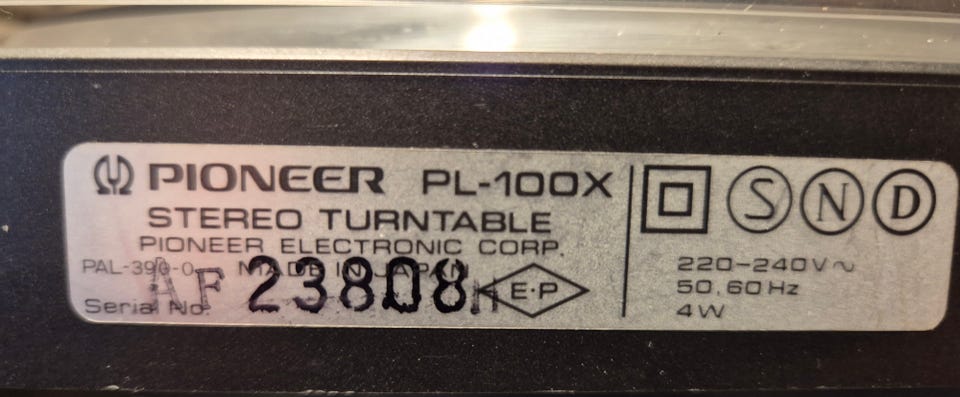 PIONEER PL-100X
STEREO TURNTABLE
PIONEER ELECTRONIC CORP.
MADE IN JAPAN
Serial No. AF 23808 H
E·P
S N D
220-240V~
50, 60Hz
4W